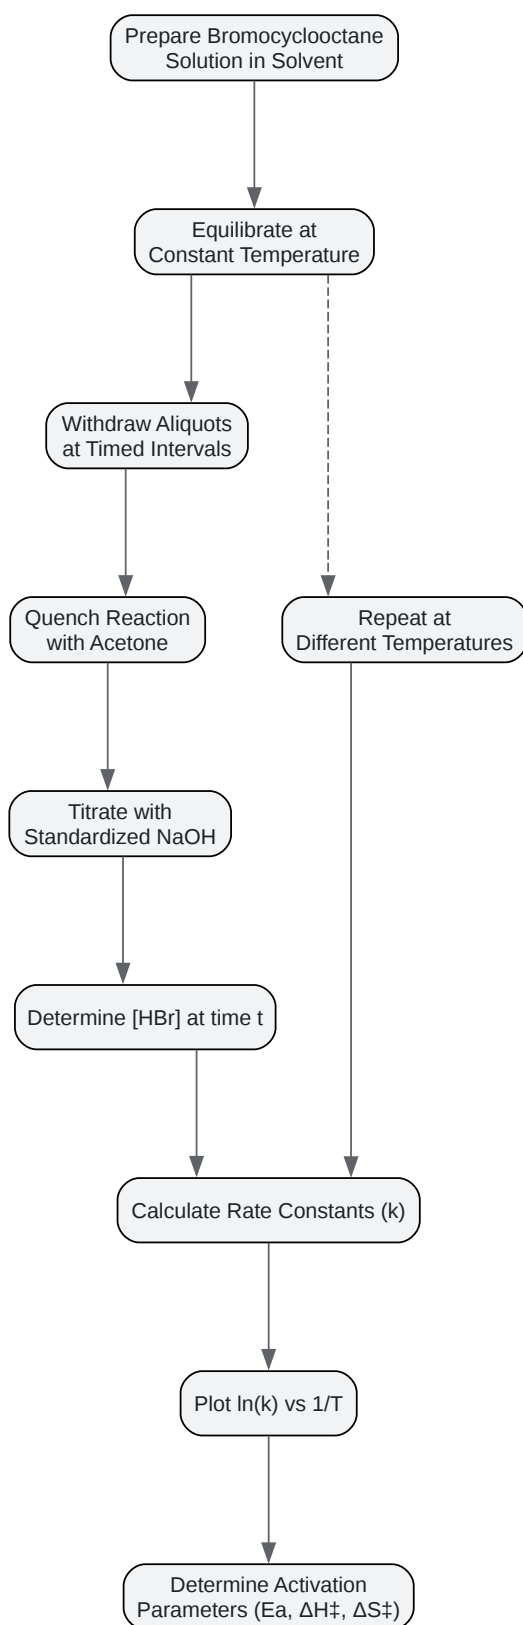 Prepare Bromocyclooctane
Solution in Solvent
Equilibrate at
Constant Temperature
Withdraw Aliquots
at Timed Intervals
Quench Reaction
with Acetone
Repeat at
Different Temperatures
Titrate with
Standardized NaOH
Determine [HBr] at time t
Calculate Rate Constants (k)
Plot ln(k) vs 1/T
Determine Activation
Parameters (Ea, ΔH‡, ΔS‡)